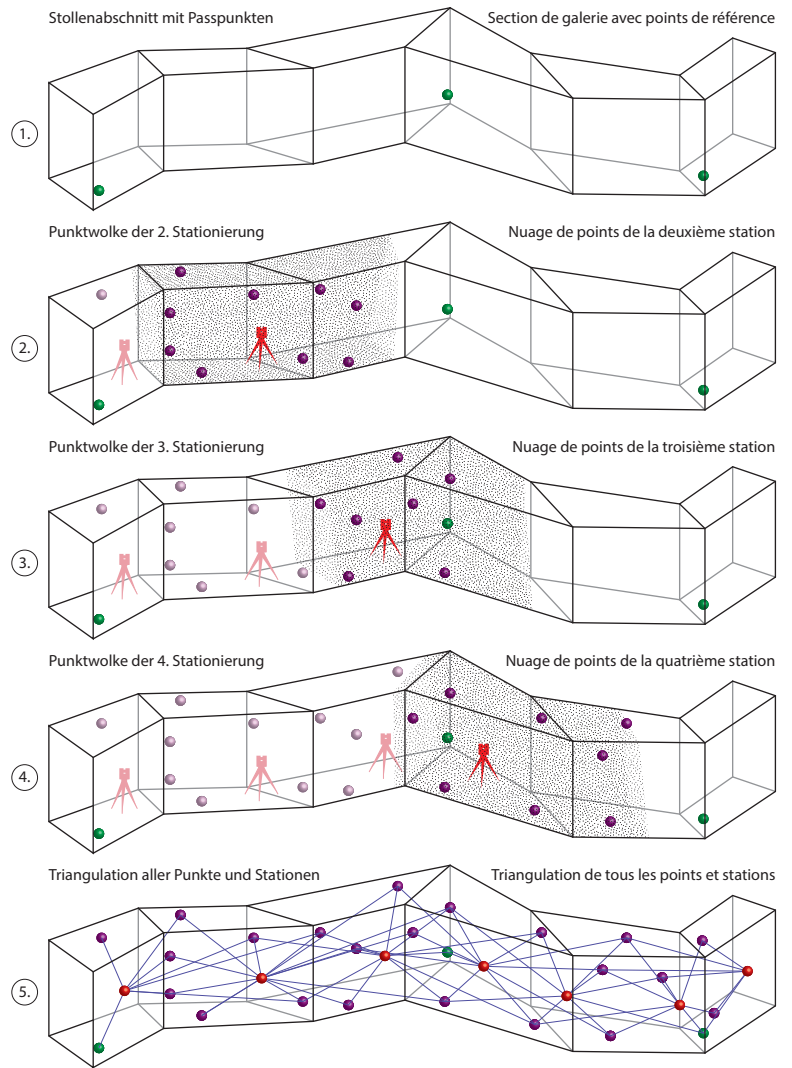 Stollenabschnitt mit Passpunkten
Section de galerie avec points de référence
1.
Punktwolke der 2. Stationierung
Nuage de points de la deuxième station
2.
Punktwolke der 3. Stationierung
Nuage de points de la troisième station
3.
Punktwolke der 4. Stationierung
Nuage de points de la quatrième station
4.
Triangulation aller Punkte und Stationen
Triangulation de tous les points et stations
5.